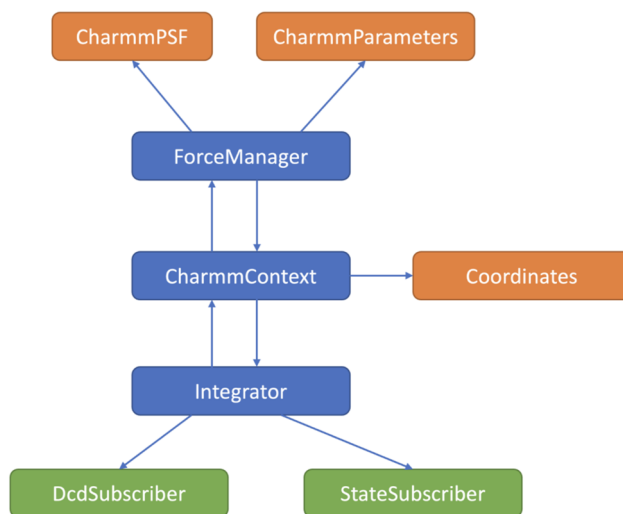 CharmmPSF
CharmmParameters
ForceManager
CharmmContext
Coordinates
Integrator
DcdSubscriber
StateSubscriber